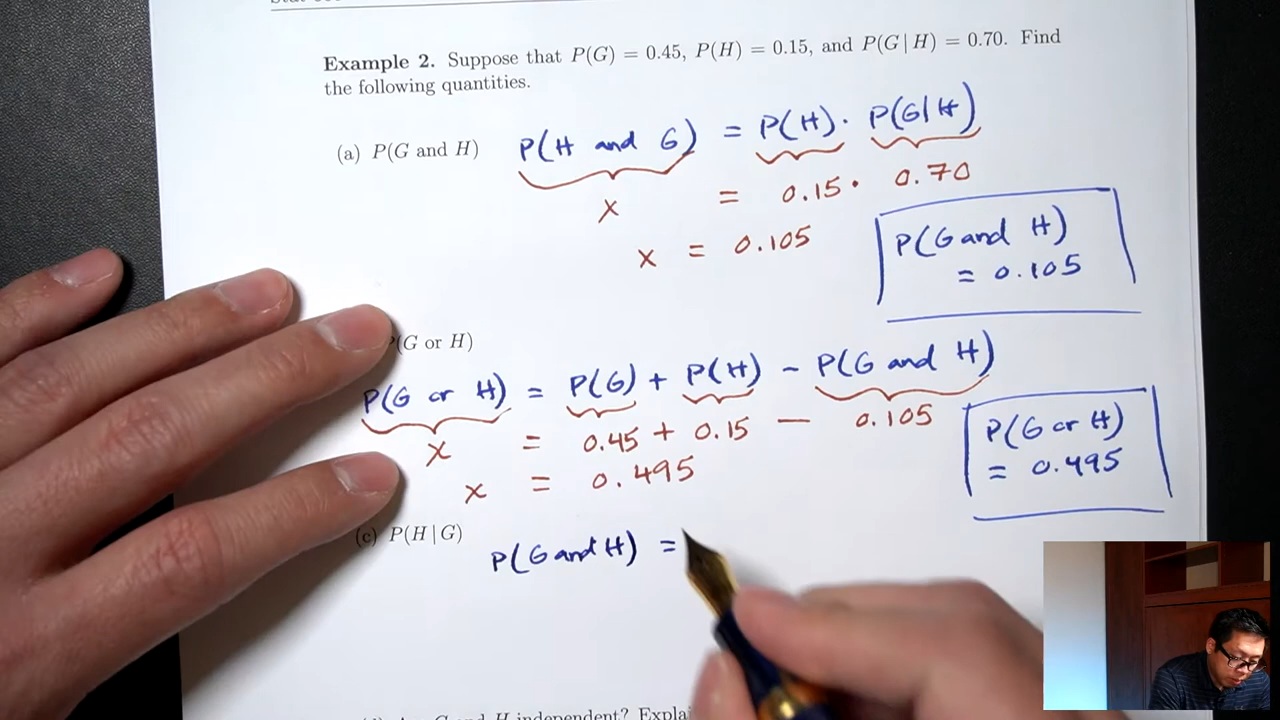 Example 2. Suppose that P(G) = 0.45, P(H) = 0.15, and P(G | H) = 0.70. Find
the following quantities.
(a) P(G and H)
P(H and G) = P(H) · P(G|H)
x = 0.15 · 0.70
x = 0.105
P(G and H)
= 0.105
P(G or H)
P(G or H) = P(G) + P(H) − P(G and H)
x = 0.45 + 0.15 − 0.105
x = 0.495
P(G or H)
= 0.495
(c) P(H | G)
P(G and H) =
G and H independent?